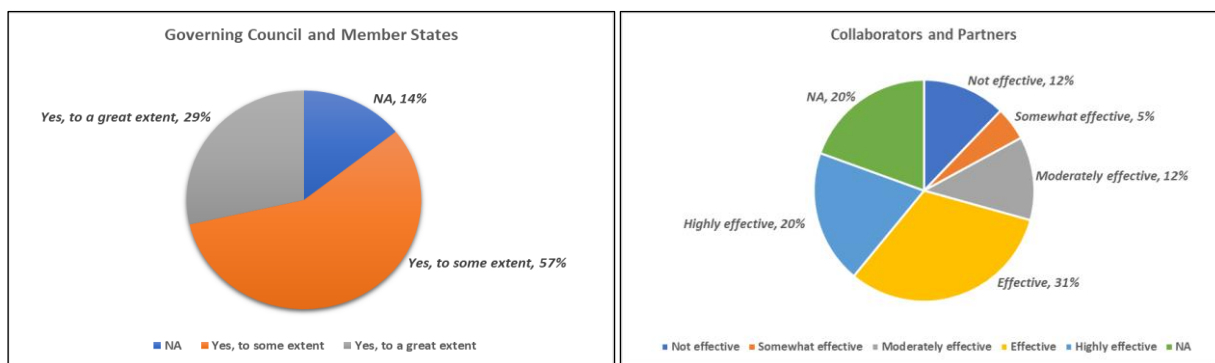 Governing Council and Member States
NA, 14%
Yes, to a great extent, 29%
Yes, to some extent, 57%
NA Yes, to some extent Yes, to a great extent
Collaborators and Partners
Not effective, 12%
NA, 20%
Somewhat effective, 5%
Moderately effective, 12%
Highly effective, 20%
Effective, 31%
Not effective Somewhat effective Moderately effective Effective Highly effective NA